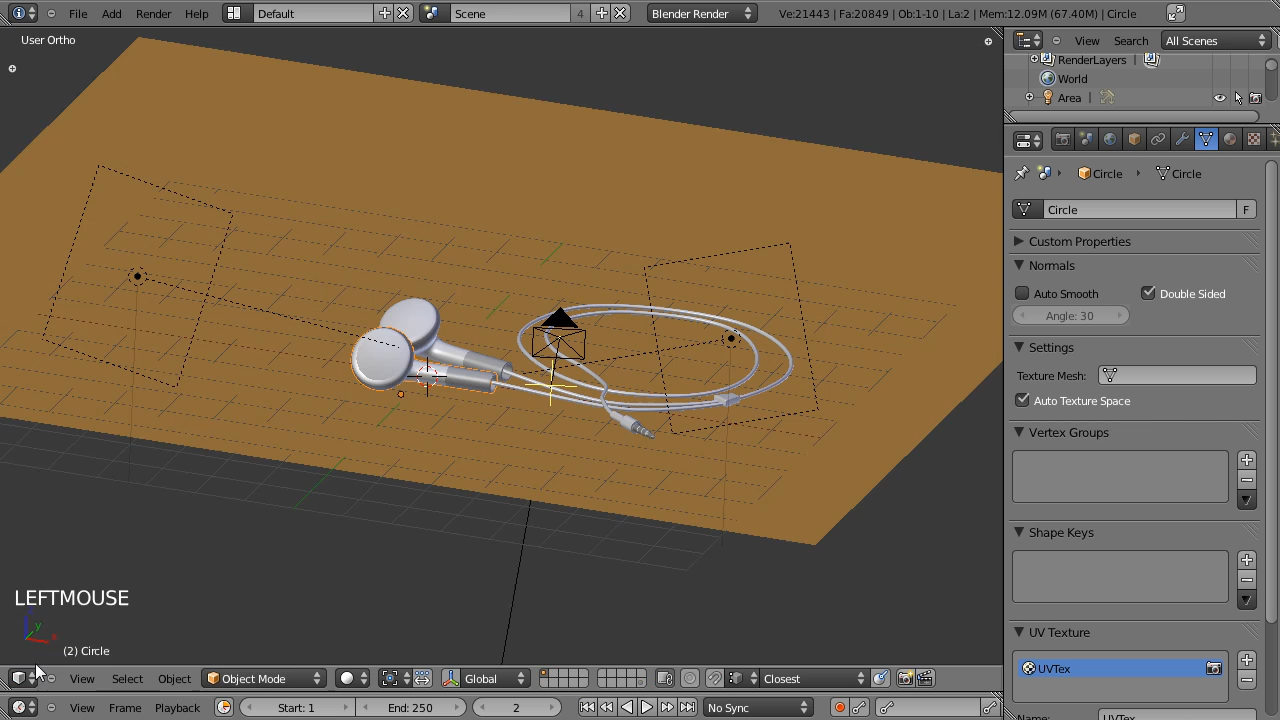 File Add Render Help Default Scene 4 Blender Render Ve:21443 | Fa:20849 | Ob:1-10 | La:2 | Mem:12.09M (67.40M) | Circle
User Ortho
View Search All Scenes
RenderLayers |
World
Area |
Circle Circle
Circle F
Custom Properties
Normals
Auto Smooth Double Sided
Angle: 30
Settings
Texture Mesh:
Auto Texture Space
Vertex Groups
Shape Keys
UV Texture
UVTex
Name: UVTex
LEFTMOUSE
y
(2) Circle
View Select Object Object Mode Global Closest
View Frame Playback Start: 1 End: 250 2 No Sync